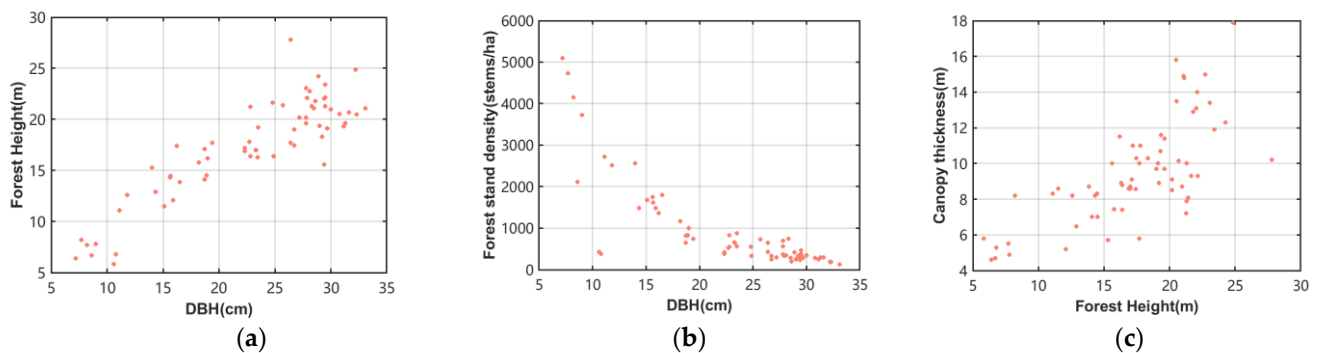 30
25
20
15
10
5
Forest Height(m)
5 10 15 20 25 30 35
DBH(cm)
(a)
6000
5000
4000
3000
2000
1000
0
Forest stand density(stems/ha)
5 10 15 20 25 30 35
DBH(cm)
(b)
18
16
14
12
10
8
6
4
Canopy thickness(m)
5 10 15 20 25 30
Forest Height(m)
(c)